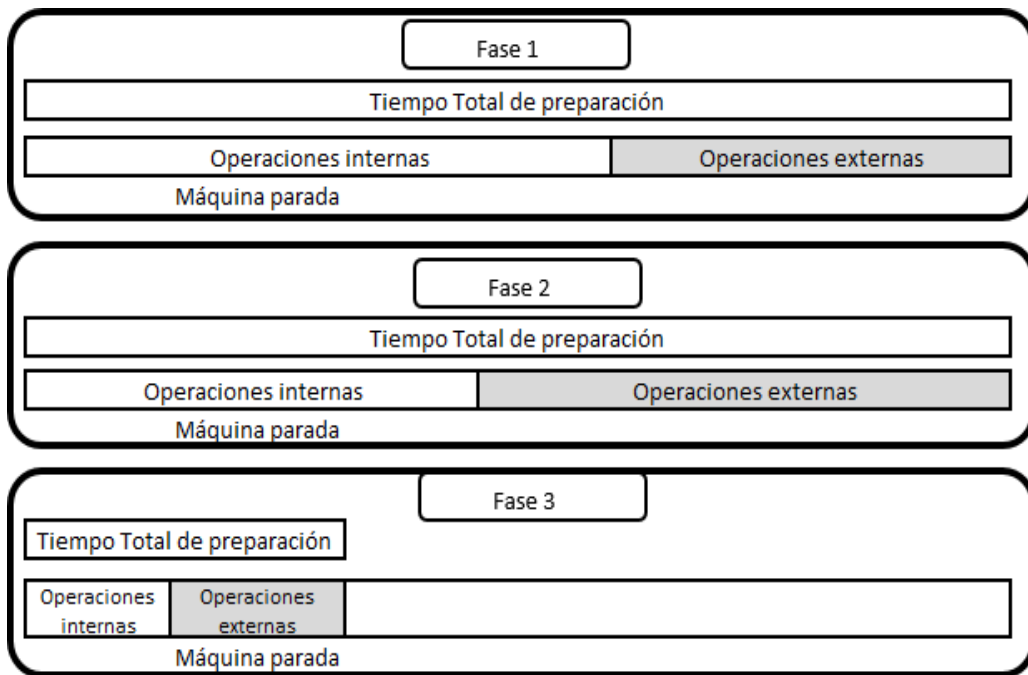 Fase 1
Tiempo Total de preparación
Operaciones internas Operaciones externas
Máquina parada
Fase 2
Tiempo Total de preparación
Operaciones internas Operaciones externas
Máquina parada
Fase 3
Tiempo Total de preparación
Operaciones
internas
Operaciones
externas
Máquina parada